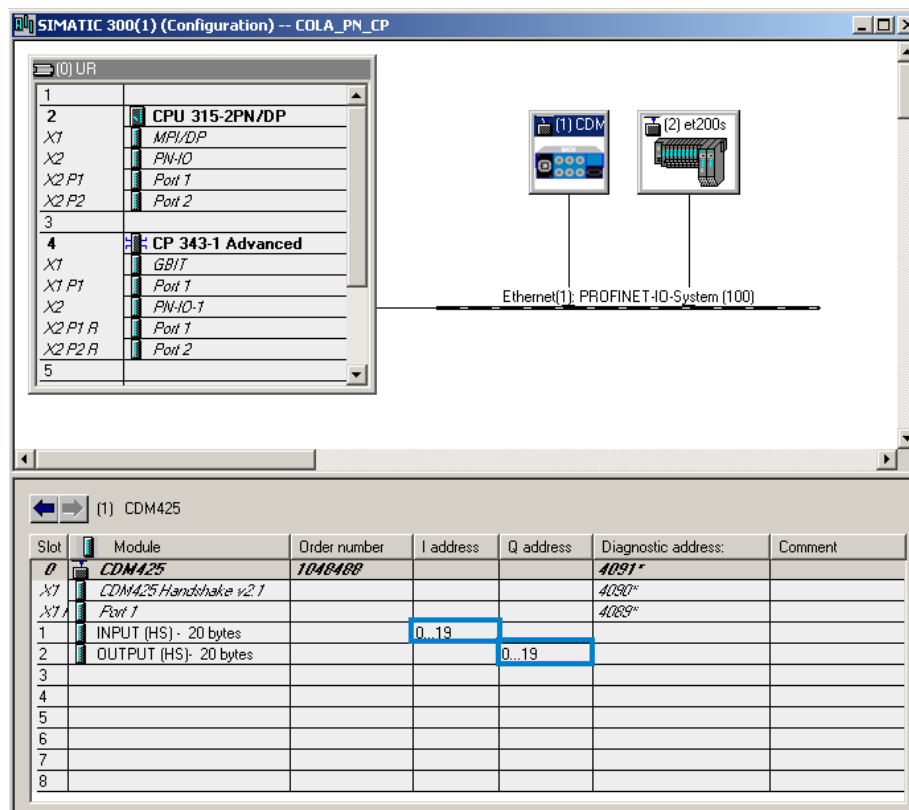 SIMATIC 300(1) (Configuration) -- COLA_PN_CP
(0) UR
1
2 CPU 315-2PN/DP
X1 MPI/DP
X2 PN-IO
X2 P1 Port 1
X2 P2 Port 2
3
4 CP 343-1 Advanced
X1 GBIT
X1 P1 Port 1
X2 PN-IO-1
X2 P1 R Port 1
X2 P2 R Port 2
5
(1) CDM
(2) et200s
Ethernet(1): PROFINET-IO-System (100)
(1) CDM425
Slot Module Order number I address Q address Diagnostic address: Comment
0 CDM425 1048488 4091*
X1 CDM425 Handshake v2.1 4090*
X1 Port 1 4089*
1 INPUT (HS) - 20 bytes 0...19
2 OUTPUT (HS)- 20 bytes 0...19
3
4
5
6
7
8